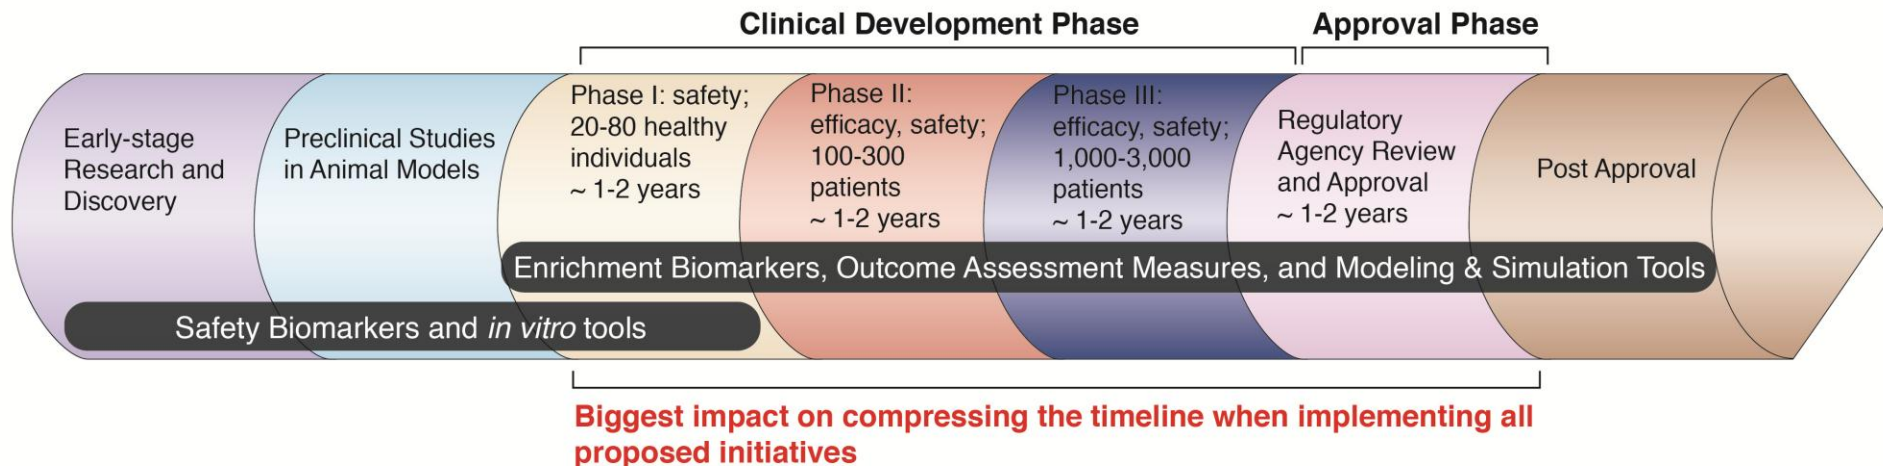 Clinical Development Phase
Approval Phase
Early-stage
Research and
Discovery
Preclinical Studies
in Animal Models
Phase I: safety;
20-80 healthy
individuals
~ 1-2 years
Phase II:
efficacy, safety;
100-300
patients
~ 1-2 years
Phase III:
efficacy, safety;
1,000-3,000
patients
~ 1-2 years
Regulatory
Agency Review
and Approval
~ 1-2 years
Post Approval
Enrichment Biomarkers, Outcome Assessment Measures, and Modeling & Simulation Tools
Safety Biomarkers and in vitro tools
Biggest impact on compressing the timeline when implementing all
proposed initiatives